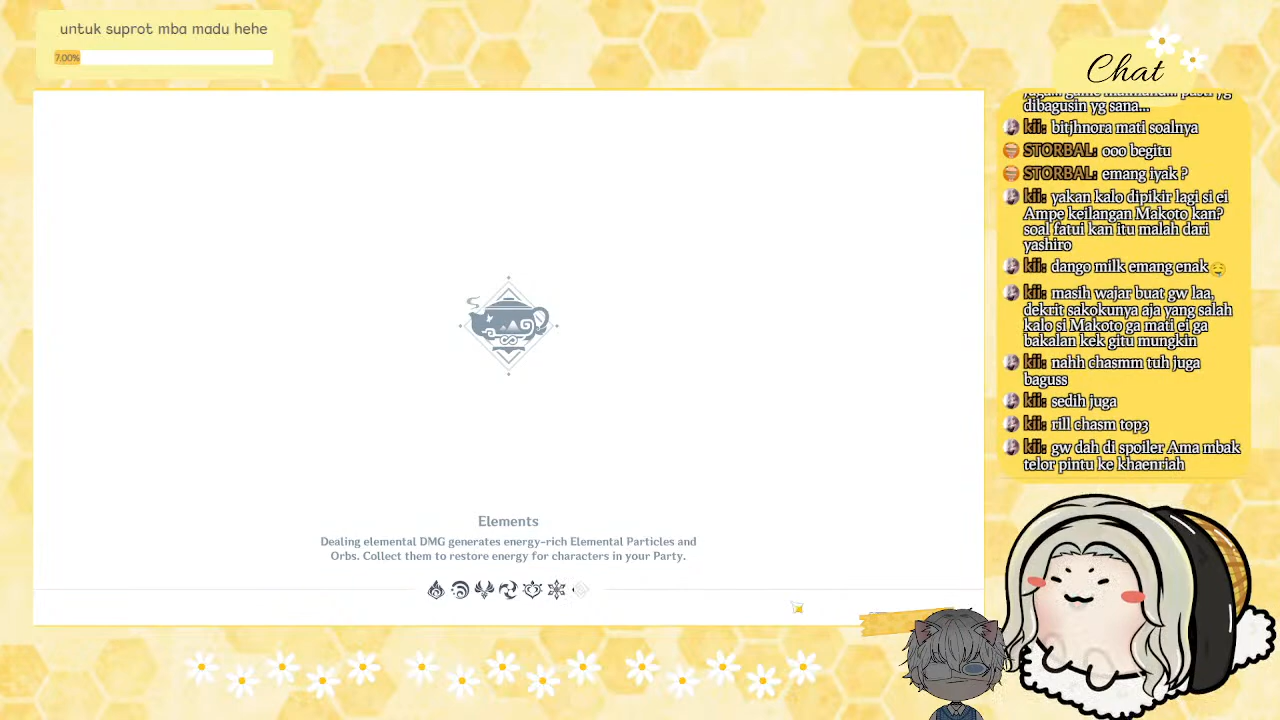 untuk suprot mba madu hehe
7.00%
Chat
dibagusin yg sana...
kii: bitjhnora mati soalnya
STORBAL: ooo begitu
STORBAL: emang iyak ?
kii: yakan kalo dipikir lagi si ei
Ampe keilangan Makoto kan?
soal fatui kan itu malah dari
yashiro
kii: dango milk emang enak🤤
kii: masih wajar buat gw laa,
dekrit sakokunya aja yang salah
kalo si Makoto ga mati ei ga
bakalan kek gitu mungkin
kii: nahh chasmm tuh juga
baguss
kii: sedih juga
kii: rill chasm top3
kii: gw dah di spoiler Ama mbak
telor pintu ke khaenriah
Elements
Dealing elemental DMG generates energy-rich Elemental Particles and
Orbs. Collect them to restore energy for characters in your Party.